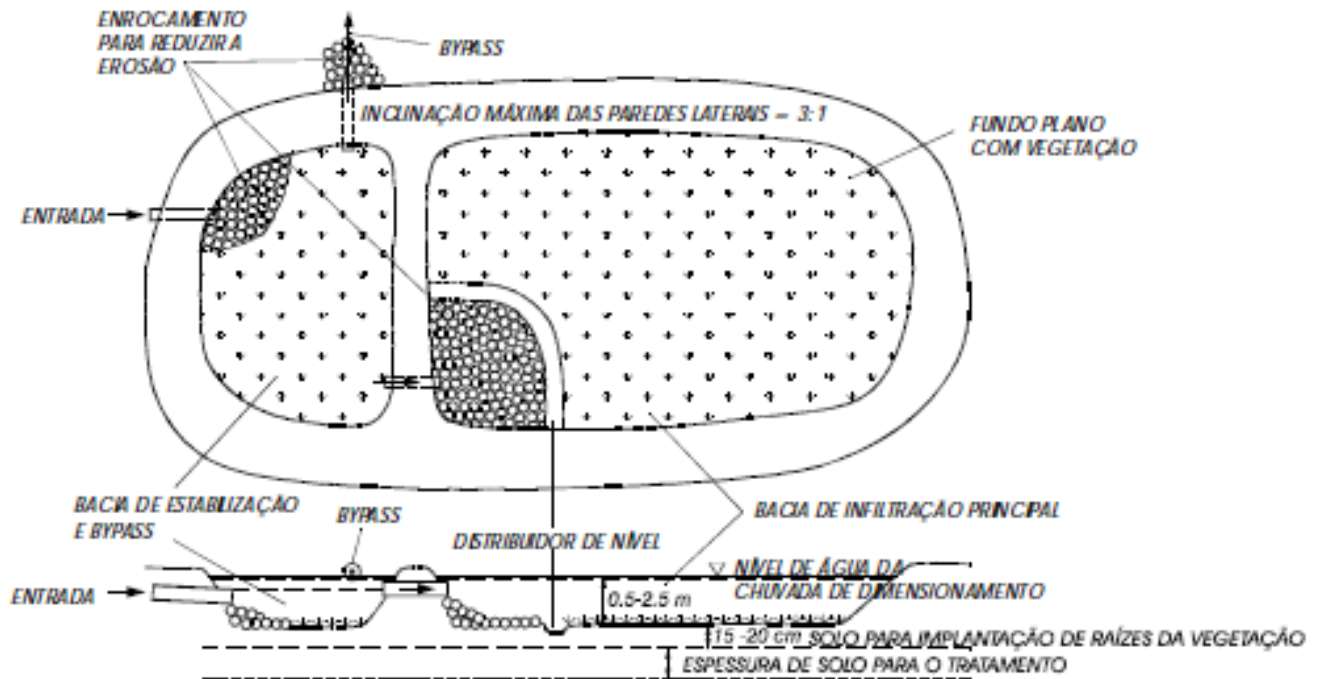 ENROCAMENTO
PARA REDUZIR A
EROSÃO
BYPASS
INCLINAÇÃO MÁXIMA DAS PAREDES LATERAIS = 3:1
FUNDO PLANO
COM VEGETAÇÃO
ENTRADA
BACIA DE ESTABILIZAÇÃO
E BYPASS
BYPASS
DISTRIBUIDOR DE NÍVEL
BACIA DE INFILTRAÇÃO PRINCIPAL
NÍVEL DE ÁGUA DA
CHUVADA DE DIMENSIONAMENTO
ENTRADA
0.5-2.5 m
15 -20 cm SOLO PARA IMPLANTAÇÃO DE RAÍZES DA VEGETAÇÃO
ESPESSURA DE SOLO PARA O TRATAMENTO